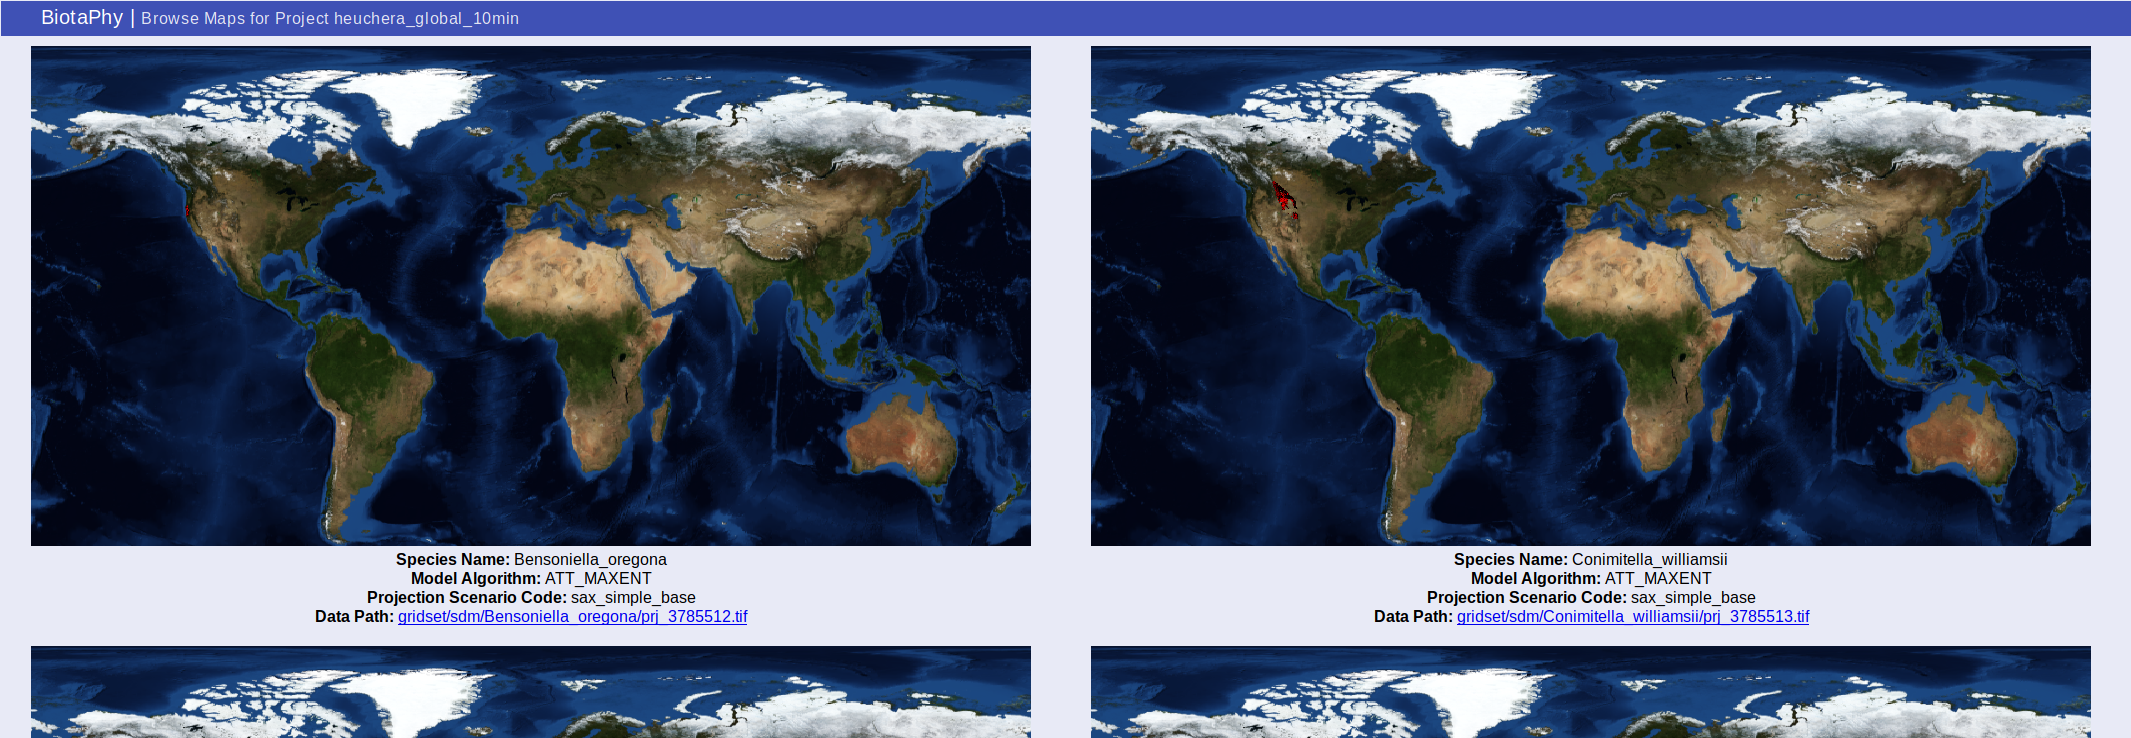 BiotaPhy | Browse Maps for Project heuchera_global_10min
Species Name: Bensoniella_oregona
Model Algorithm: ATT_MAXENT
Projection Scenario Code: sax_simple_base
Data Path: gridset/sdm/Bensoniella_oregona/prj_3785512.tif
Species Name: Conimitella_williamsii
Model Algorithm: ATT_MAXENT
Projection Scenario Code: sax_simple_base
Data Path: gridset/sdm/Conimitella_williamsii/prj_3785513.tif